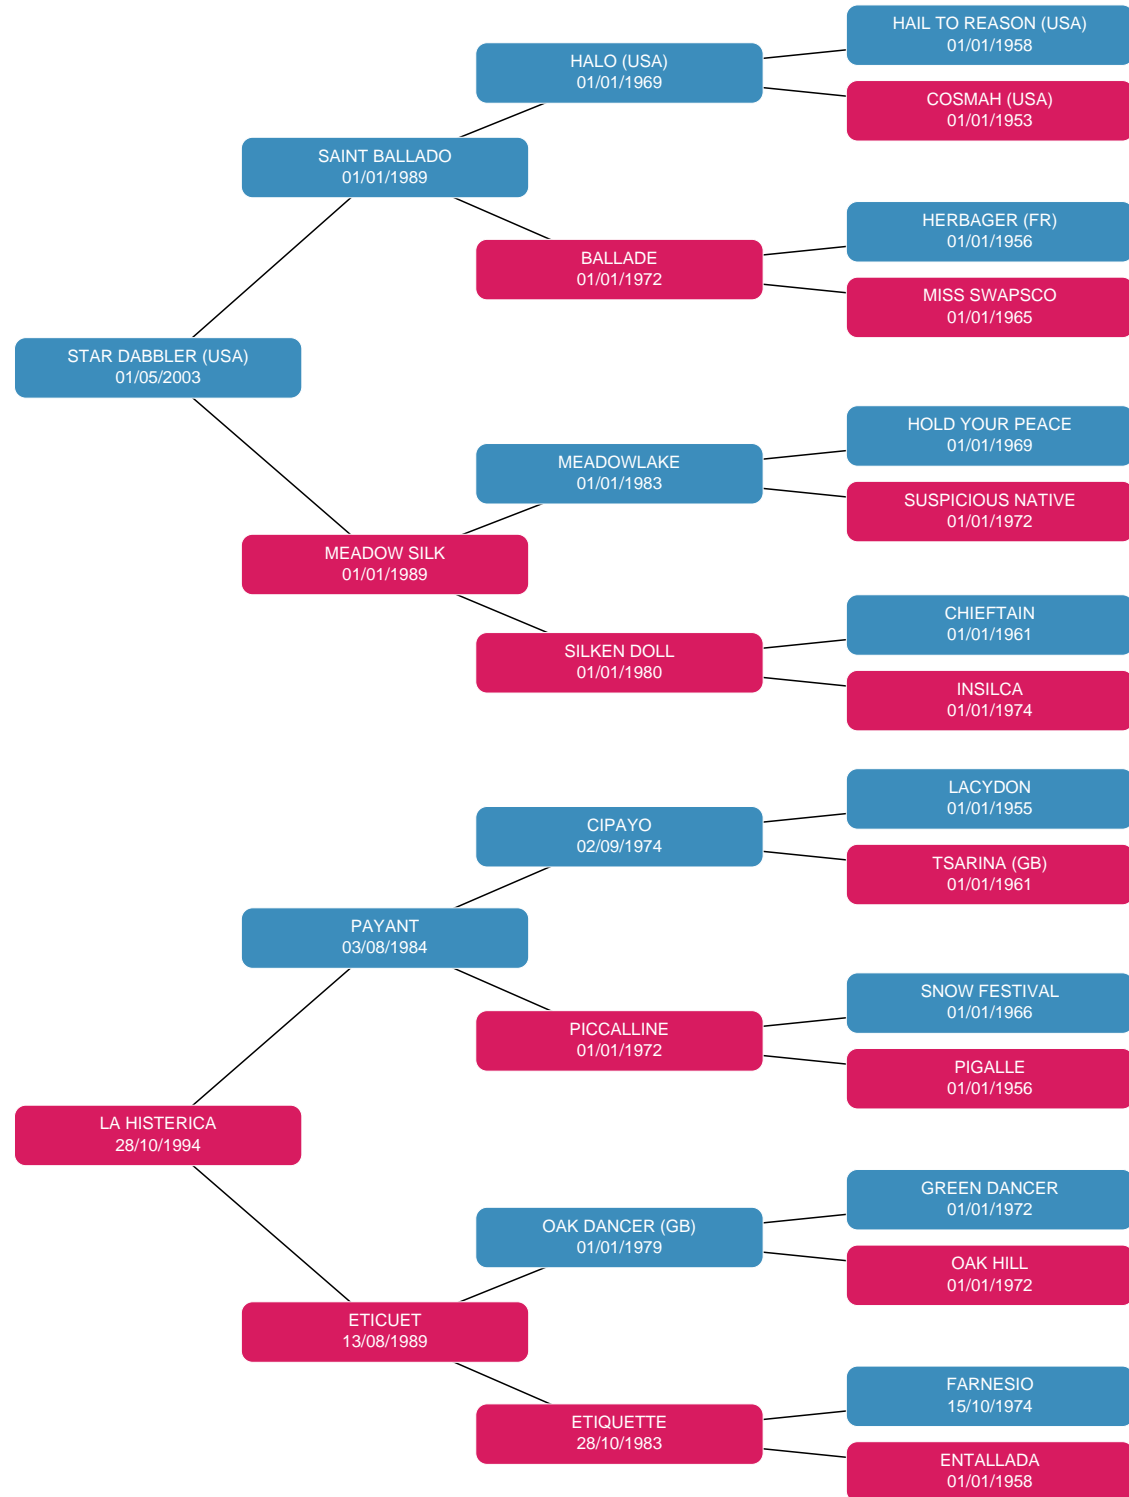 HAIL TO REASON (USA)
01/01/1958
HALO (USA)
01/01/1969
COSMAH (USA)
01/01/1953
SAINT BALLADO
01/01/1989
HERBAGER (FR)
01/01/1956
BALLADE
01/01/1972
MISS SWAPSCO
01/01/1965
STAR DABBLER (USA)
01/05/2003
HOLD YOUR PEACE
01/01/1969
MEADOWLAKE
01/01/1983
SUSPICIOUS NATIVE
01/01/1972
MEADOW SILK
01/01/1989
CHIEFTAIN
01/01/1961
SILKEN DOLL
01/01/1980
INSILCA
01/01/1974
LACYDON
01/01/1955
CIPAYO
02/09/1974
TSARINA (GB)
01/01/1961
PAYANT
03/08/1984
SNOW FESTIVAL
01/01/1966
PICCALLINE
01/01/1972
PIGALLE
01/01/1956
LA HISTERICA
28/10/1994
GREEN DANCER
01/01/1972
OAK DANCER (GB)
01/01/1979
OAK HILL
01/01/1972
ETICUET
13/08/1989
FARNESIO
15/10/1974
ETIQUETTE
28/10/1983
ENTALLADA
01/01/1958